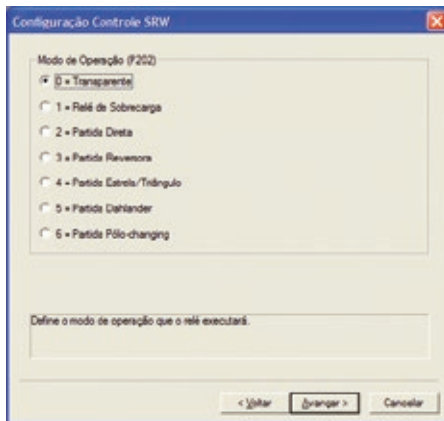 Configuração Controle SRW
Modo de Operação (P202)
0 = Transparente
1 = Relé de Sobrecarga
2 = Partida Direta
3 = Partida Reversora
4 = Partida Estrela/Triângulo
5 = Partida Dahlander
6 = Partida Pólo-changing
Define o modo de operação que o relé executará.
< Voltar
Avançar >
Cancelar